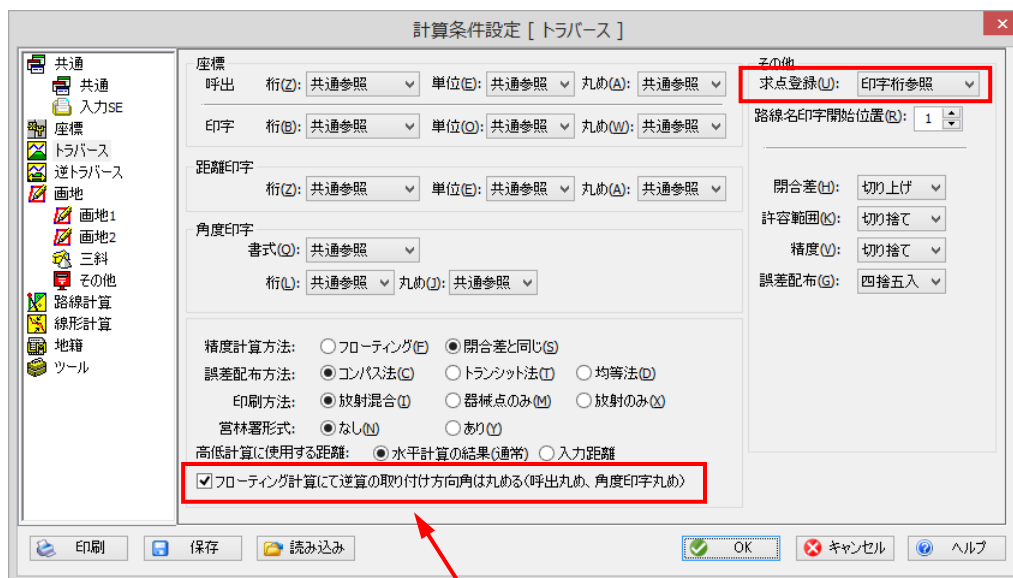 計算条件設定 [ トラバース ]
共通
共通
入力SE
座標
トラバース
逆トラバース
画地
画地1
画地2
三斜
その他
路線計算
線形計算
地籍
ツール
座標
呼出 桁(Z): 共通参照 単位(E): 共通参照 丸め(A): 共通参照
印字 桁(B): 共通参照 単位(O): 共通参照 丸め(W): 共通参照
距離印字
桁(Z): 共通参照 単位(E): 共通参照 丸め(A): 共通参照
角度印字
書式(O): 共通参照
桁(L): 共通参照 丸め(J): 共通参照
精度計算方法: フローティング(F) 閉合差と同じ(S)
誤差配布方法: コンパス法(C) トランシット法(T) 均等法(D)
印刷方法: 放射混合(I) 器械点のみ(M) 放射のみ(X)
営林署形式: なし(N) あり(Y)
高低計算に使用する距離: 水平計算の結果(通常) 入力距離
フローティング計算にて逆算の取り付け方向角は丸める(呼出丸め、角度印字丸め)
その他
求点登録(U): 印字桁参照
路線名印字開始位置(R): 1
閉合差(H): 切り上げ
許容範囲(K): 切り捨て
精度(V): 切り捨て
誤差配布(G): 四捨五入
印刷 保存 読み込み OK キャンセル ヘルプ